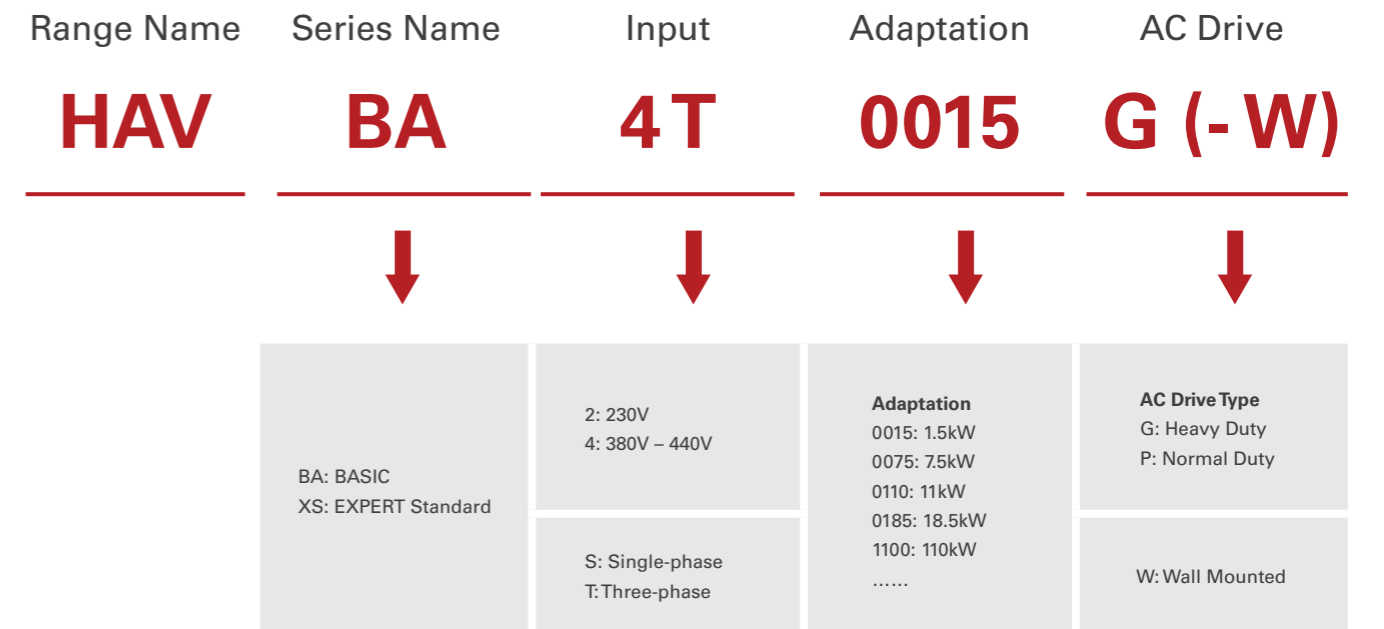 Range Name Series Name Input Adaptation AC Drive
HAV BA 4T 0015 G (-W)
BA: BASIC
XS: EXPERT Standard
2: 230V
4: 380V – 440V
S: Single-phase
T: Three-phase
Adaptation
0015: 1.5kW
0075: 7.5kW
0110: 11kW
0185: 18.5kW
1100: 110kW
......
AC Drive Type
G: Heavy Duty
P: Normal Duty
W: Wall Mounted